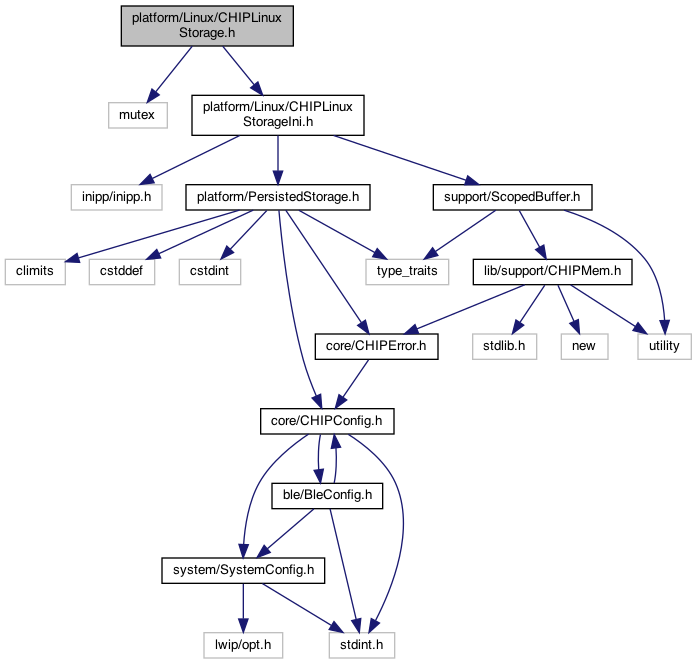 platform/Linux/CHIPLinux
Storage.h
mutex
platform/Linux/CHIPLinux
StorageIni.h
inipp/inipp.h
platform/PersistedStorage.h
support/ScopedBuffer.h
climits
cstddef
cstdint
type_traits
lib/support/CHIPMem.h
core/CHIPError.h
stdlib.h
new
utility
core/CHIPConfig.h
ble/BleConfig.h
system/SystemConfig.h
lwip/opt.h
stdint.h